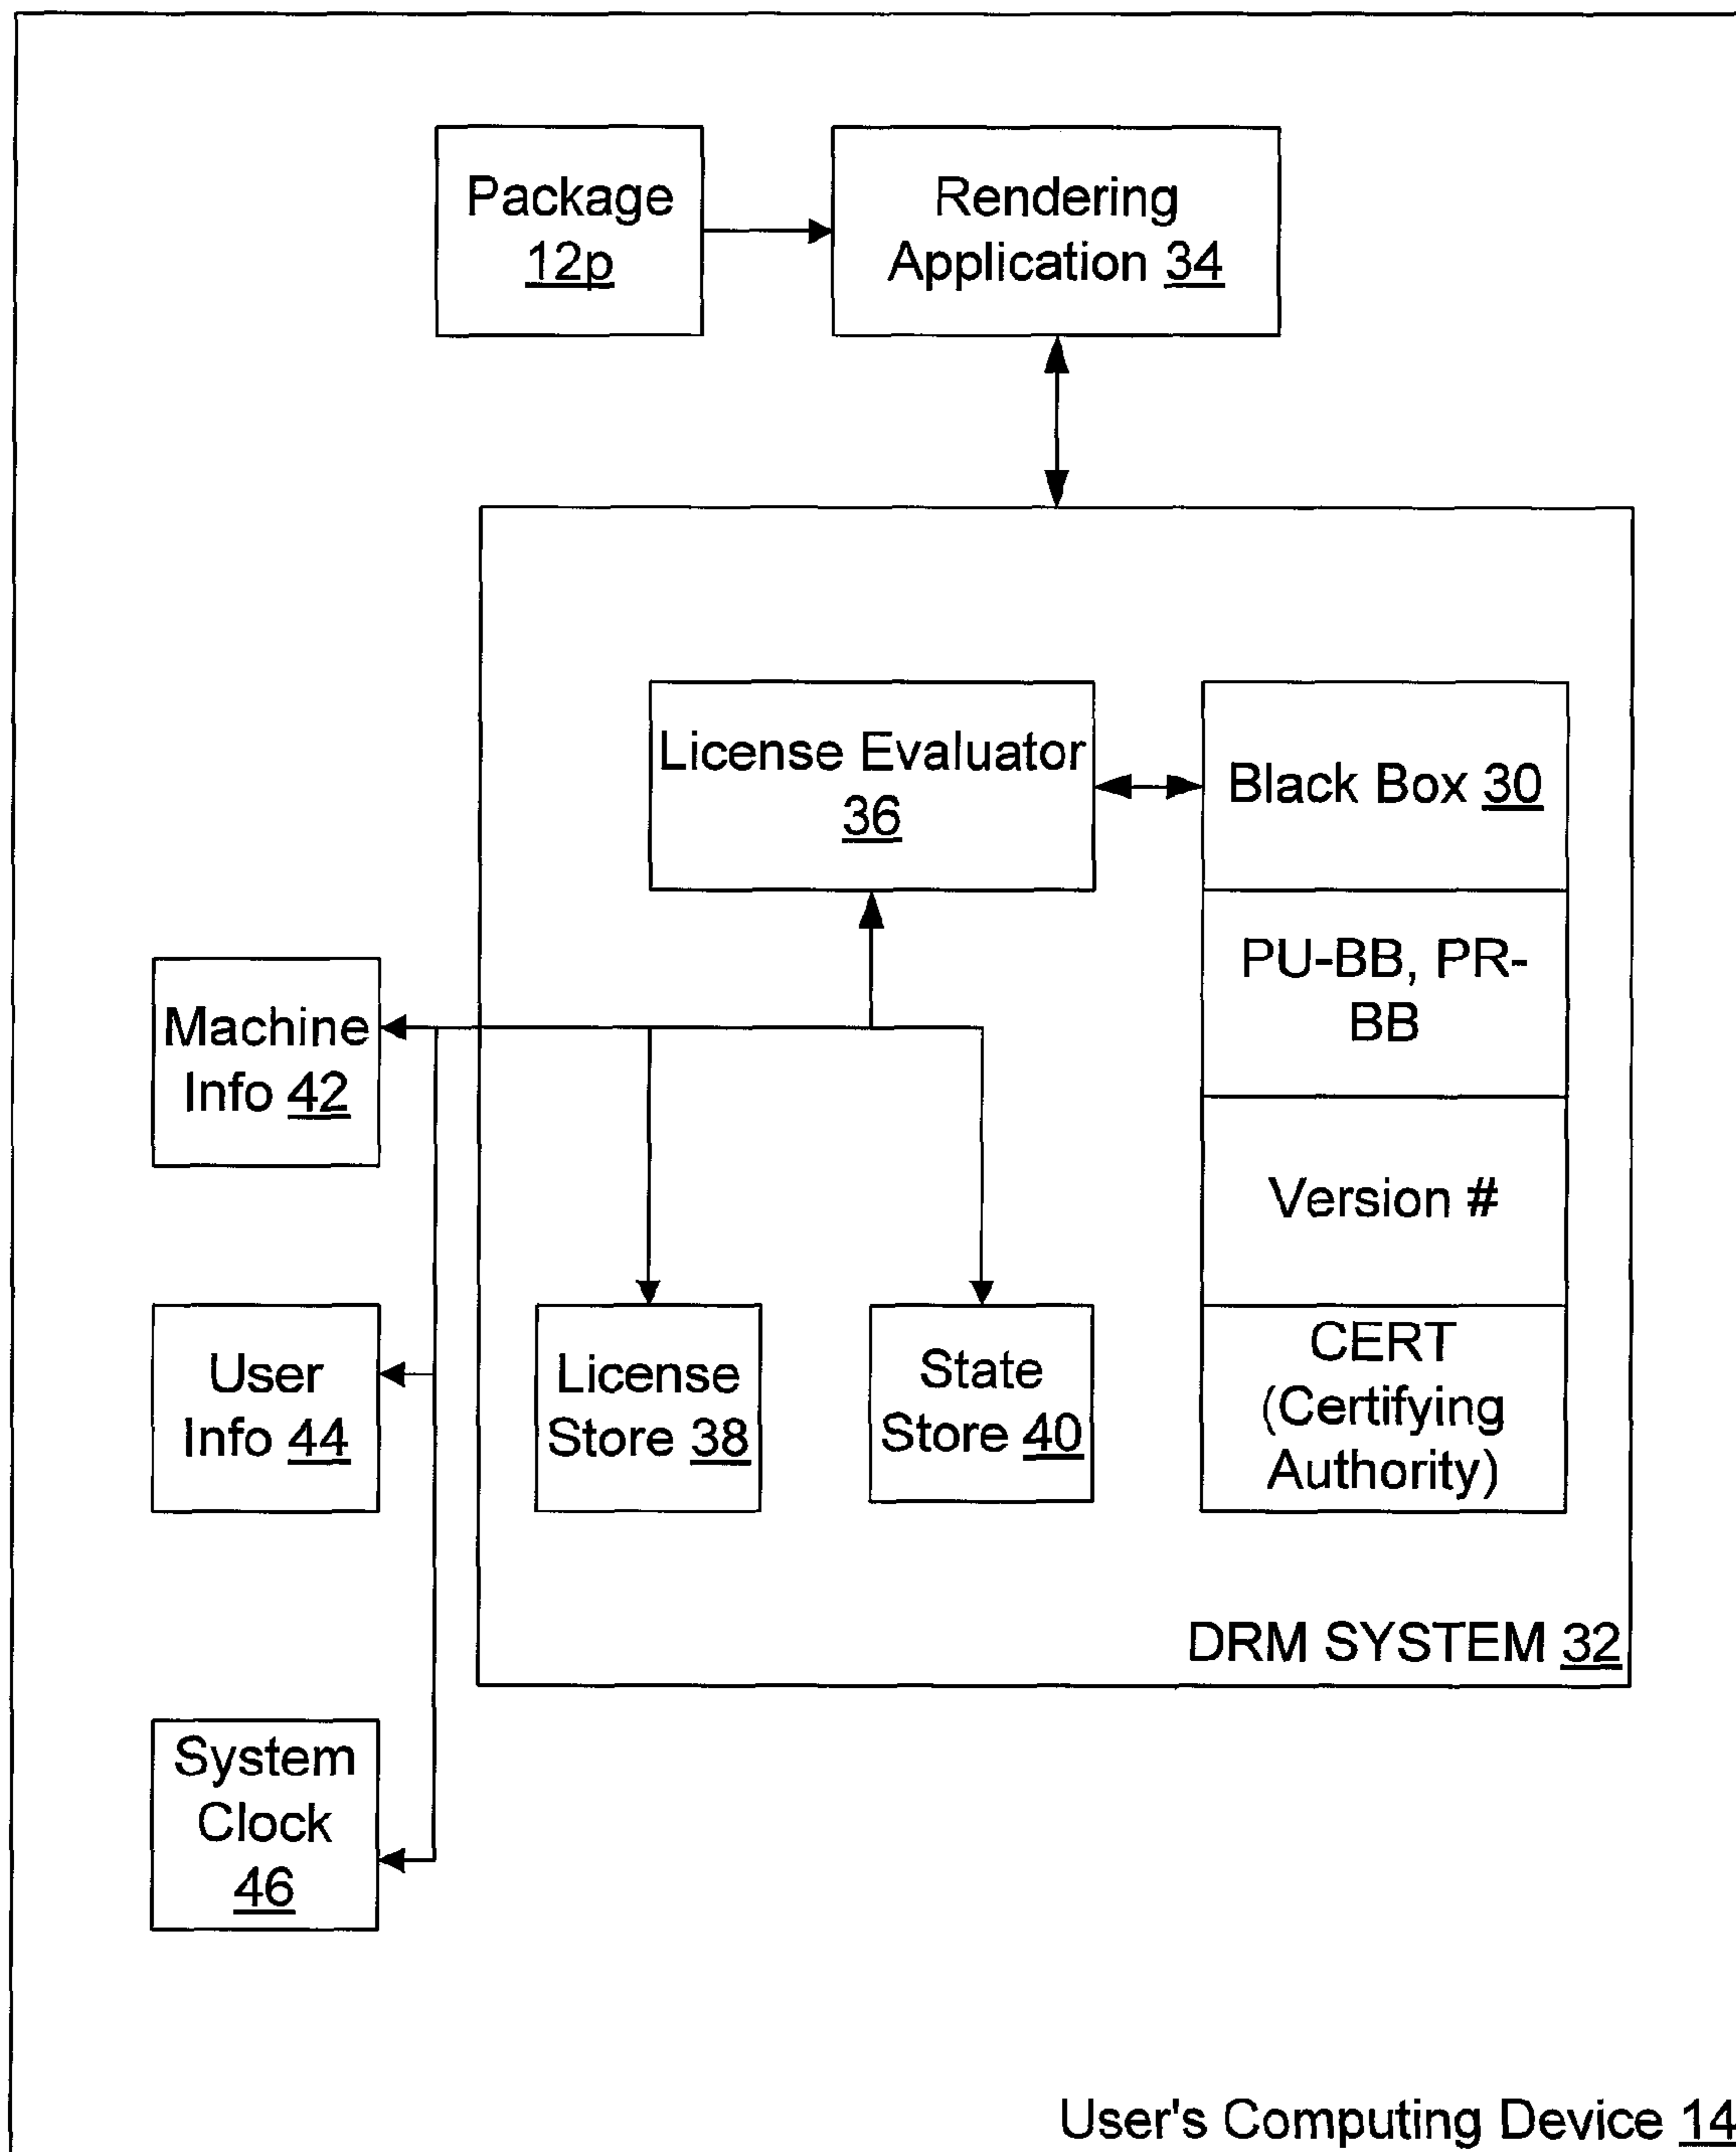 Package
12p
Rendering
Application 34
License Evaluator
36
Black Box 30
PU-BB, PR-
BB
Version #
CERT
(Certifying
Authority)
Machine
Info 42
User
Info 44
System
Clock
46
License
Store 38
State
Store 40
DRM SYSTEM 32
User's Computing Device 14